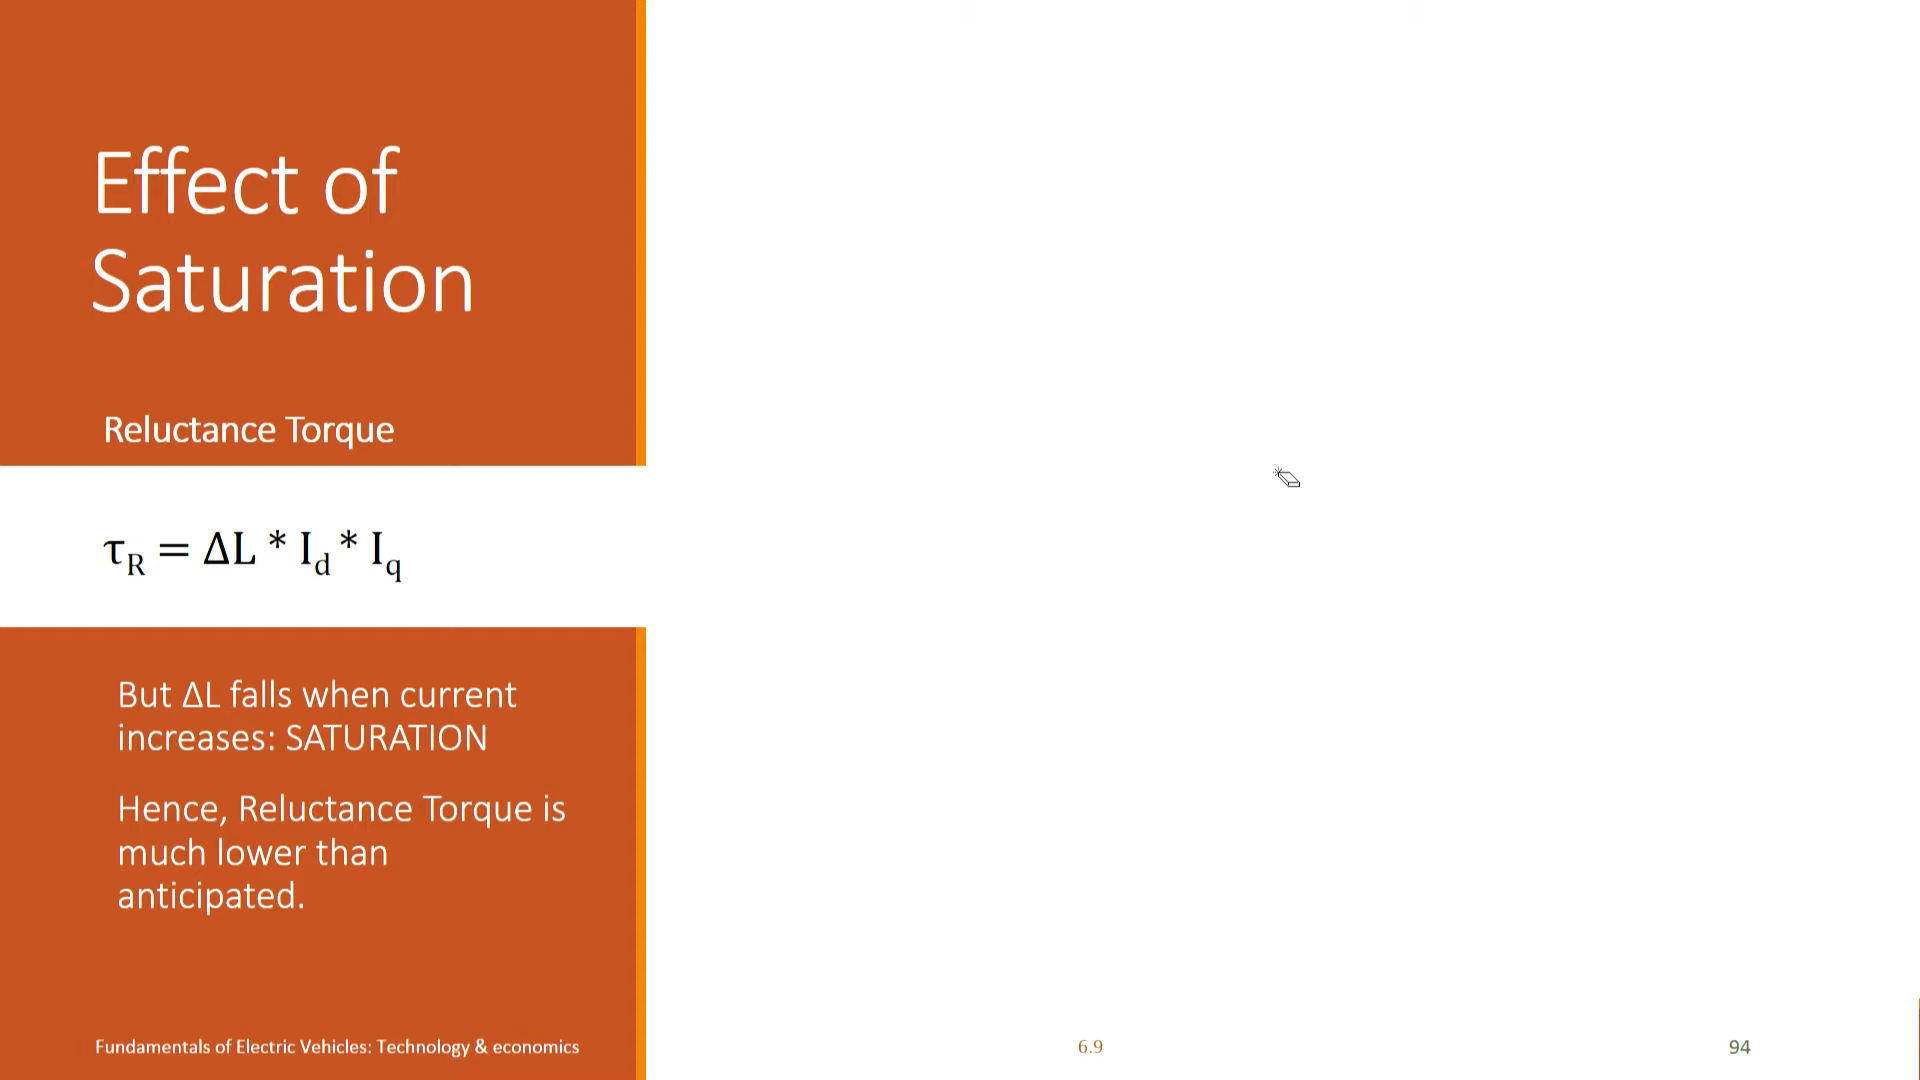 Effect of
Saturation
Reluctance Torque
τR = ΔL * Id * Iq
But ΔL falls when current
increases: SATURATION
Hence, Reluctance Torque is
much lower than
anticipated.
Fundamentals of Electric Vehicles: Technology & economics
6.9
94